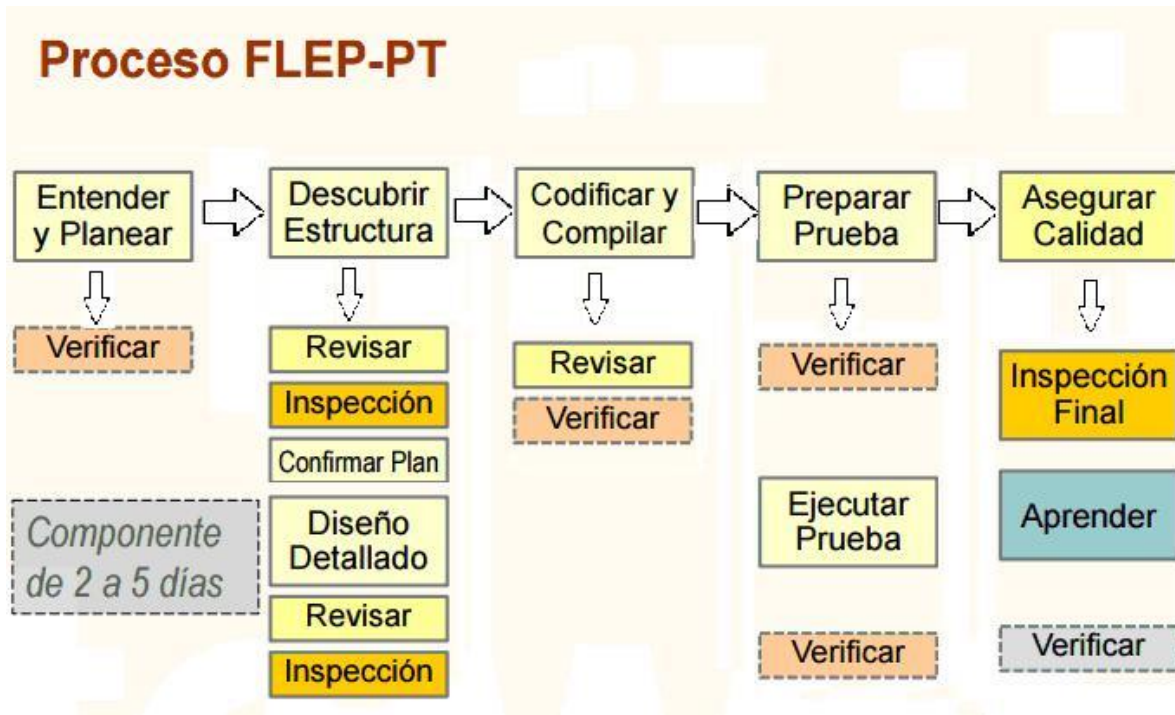 Proceso FLEP-PT
Entender
y Planear
Verificar
Componente
de 2 a 5 días
Descubrir
Estructura
Revisar
Inspección
Confirmar Plan
Diseño
Detallado
Revisar
Inspección
Codificar y
Compilar
Revisar
Verificar
Preparar
Prueba
Verificar
Ejecutar
Prueba
Verificar
Asegurar
Calidad
Inspección
Final
Aprender
Verificar